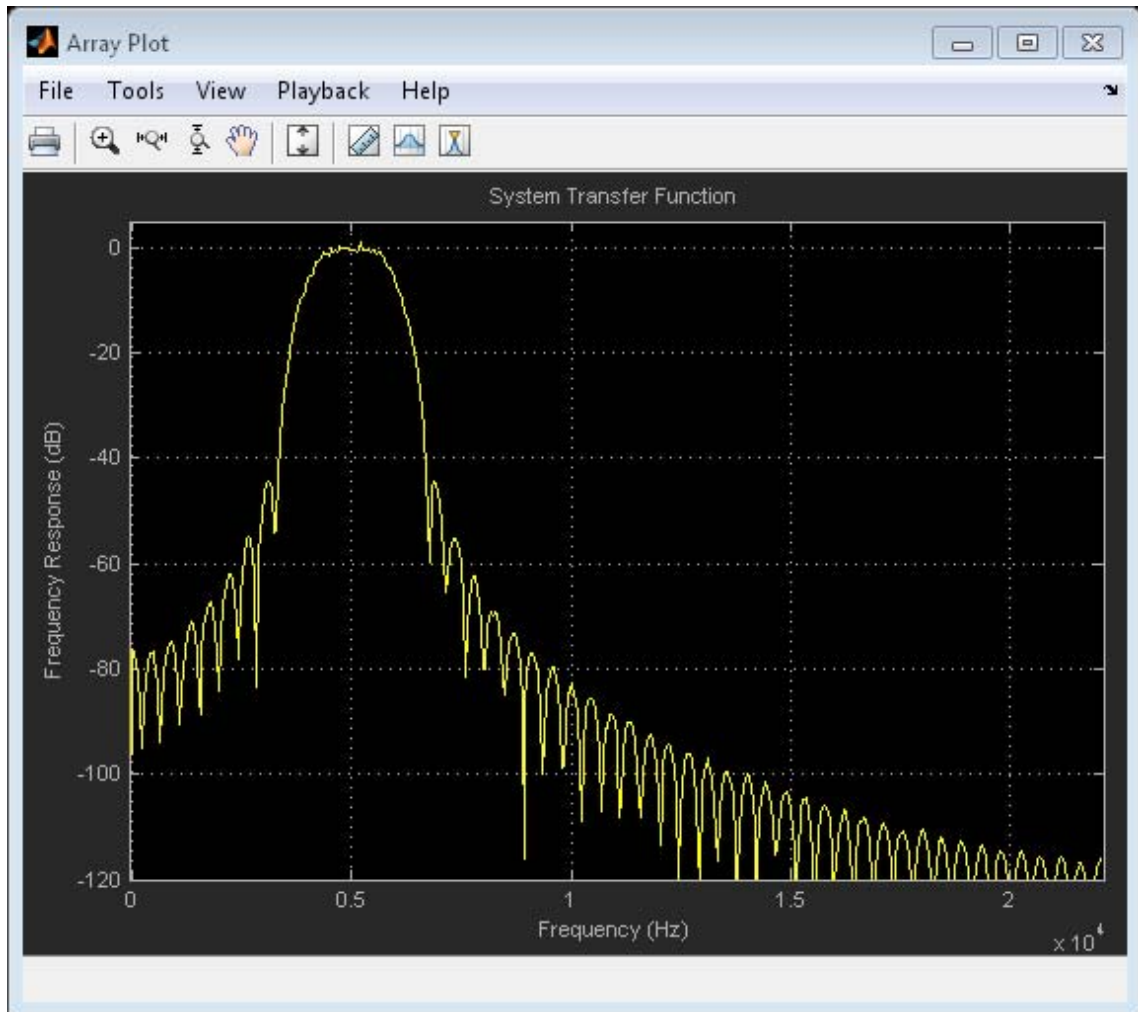 Array Plot
File Tools View Playback Help
System Transfer Function
Frequency Response (dB)
0
-20
-40
-60
-80
-100
-120
0 0.5 1 1.5 2
Frequency (Hz)
x 10^4